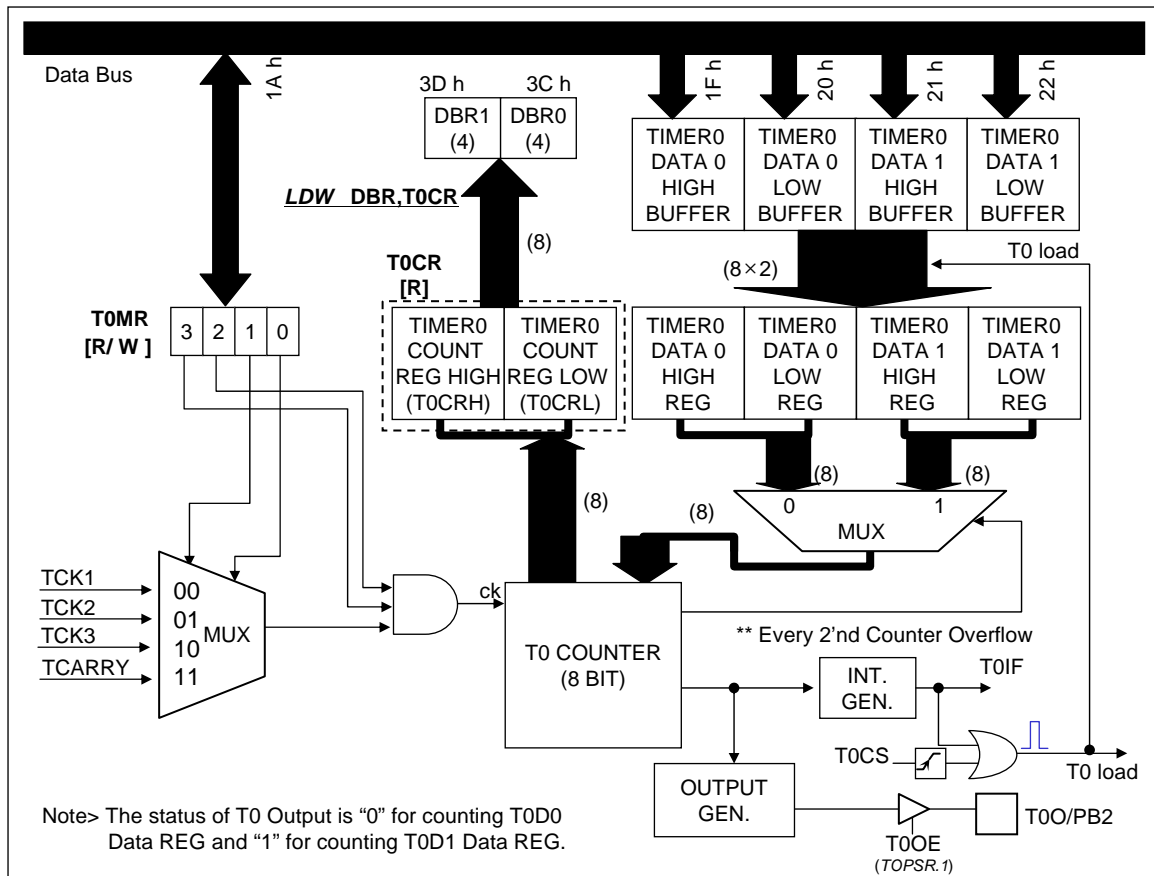 Data Bus
1A h
1F h
20 h
21 h
22 h
3D h
3C h
DBR1
(4)
DBR0
(4)
TIMER0
DATA 0
HIGH
BUFFER
TIMER0
DATA 0
LOW
BUFFER
TIMER0
DATA 1
HIGH
BUFFER
TIMER0
DATA 1
LOW
BUFFER
LDW DBR,T0CR
(8)
T0 load
(8×2)
T0CR
[R]
T0MR
[R/ W ]
3 2 1 0
TIMER0
COUNT
REG HIGH
(T0CRH)
TIMER0
COUNT
REG LOW
(T0CRL)
TIMER0
DATA 0
HIGH
REG
TIMER0
DATA 0
LOW
REG
TIMER0
DATA 1
HIGH
REG
TIMER0
DATA 1
LOW
REG
(8)
(8)
(8)
(8)
0 1
MUX
TCK1
TCK2
TCK3
TCARRY
00
01
10
11
MUX
ck
T0 COUNTER
(8 BIT)
** Every 2'nd Counter Overflow
INT.
GEN.
T0IF
T0CS
T0 load
OUTPUT
GEN.
T0OE
(TOPSR.1)
T0O/PB2
Note> The status of T0 Output is “0” for counting T0D0
Data REG and “1” for counting T0D1 Data REG.